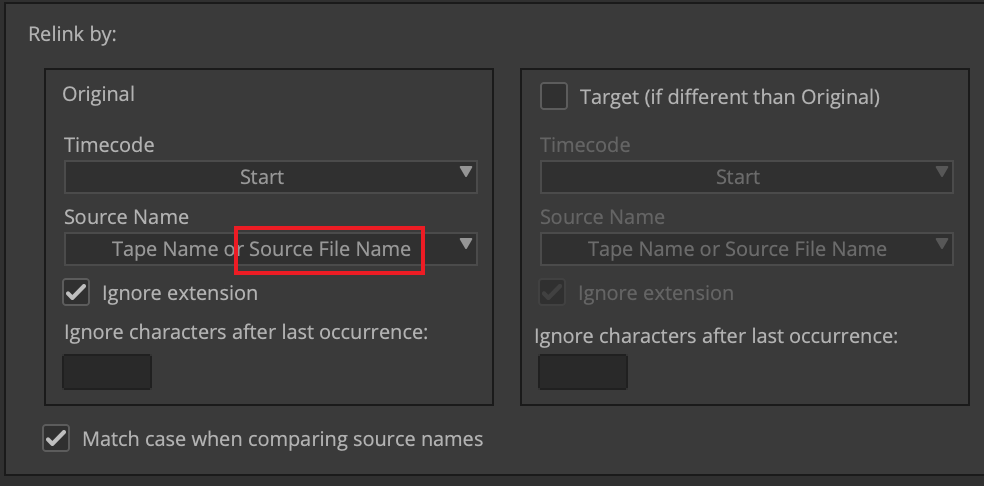 Relink by:
Original
Timecode
Start
Source Name
Tape Name or Source File Name
Ignore extension
Ignore characters after last occurrence:
Target (if different than Original)
Timecode
Start
Source Name
Tape Name or Source File Name
Ignore extension
Ignore characters after last occurrence:
Match case when comparing source names